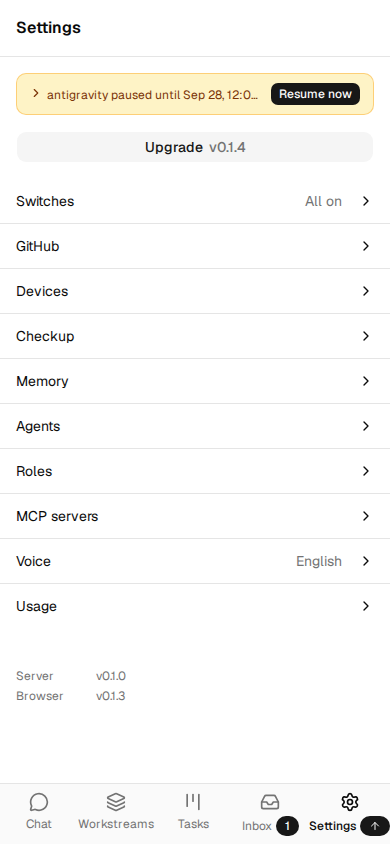 Settings
antigravity paused until Sep 28, 12:0... Resume now
Upgrade v0.1.4
Switches All on
GitHub
Devices
Checkup
Memory
Agents
Roles
MCP servers
Voice English
Usage
Server v0.1.0
Browser v0.1.3
Chat Workstreams Tasks Inbox 1 Settings